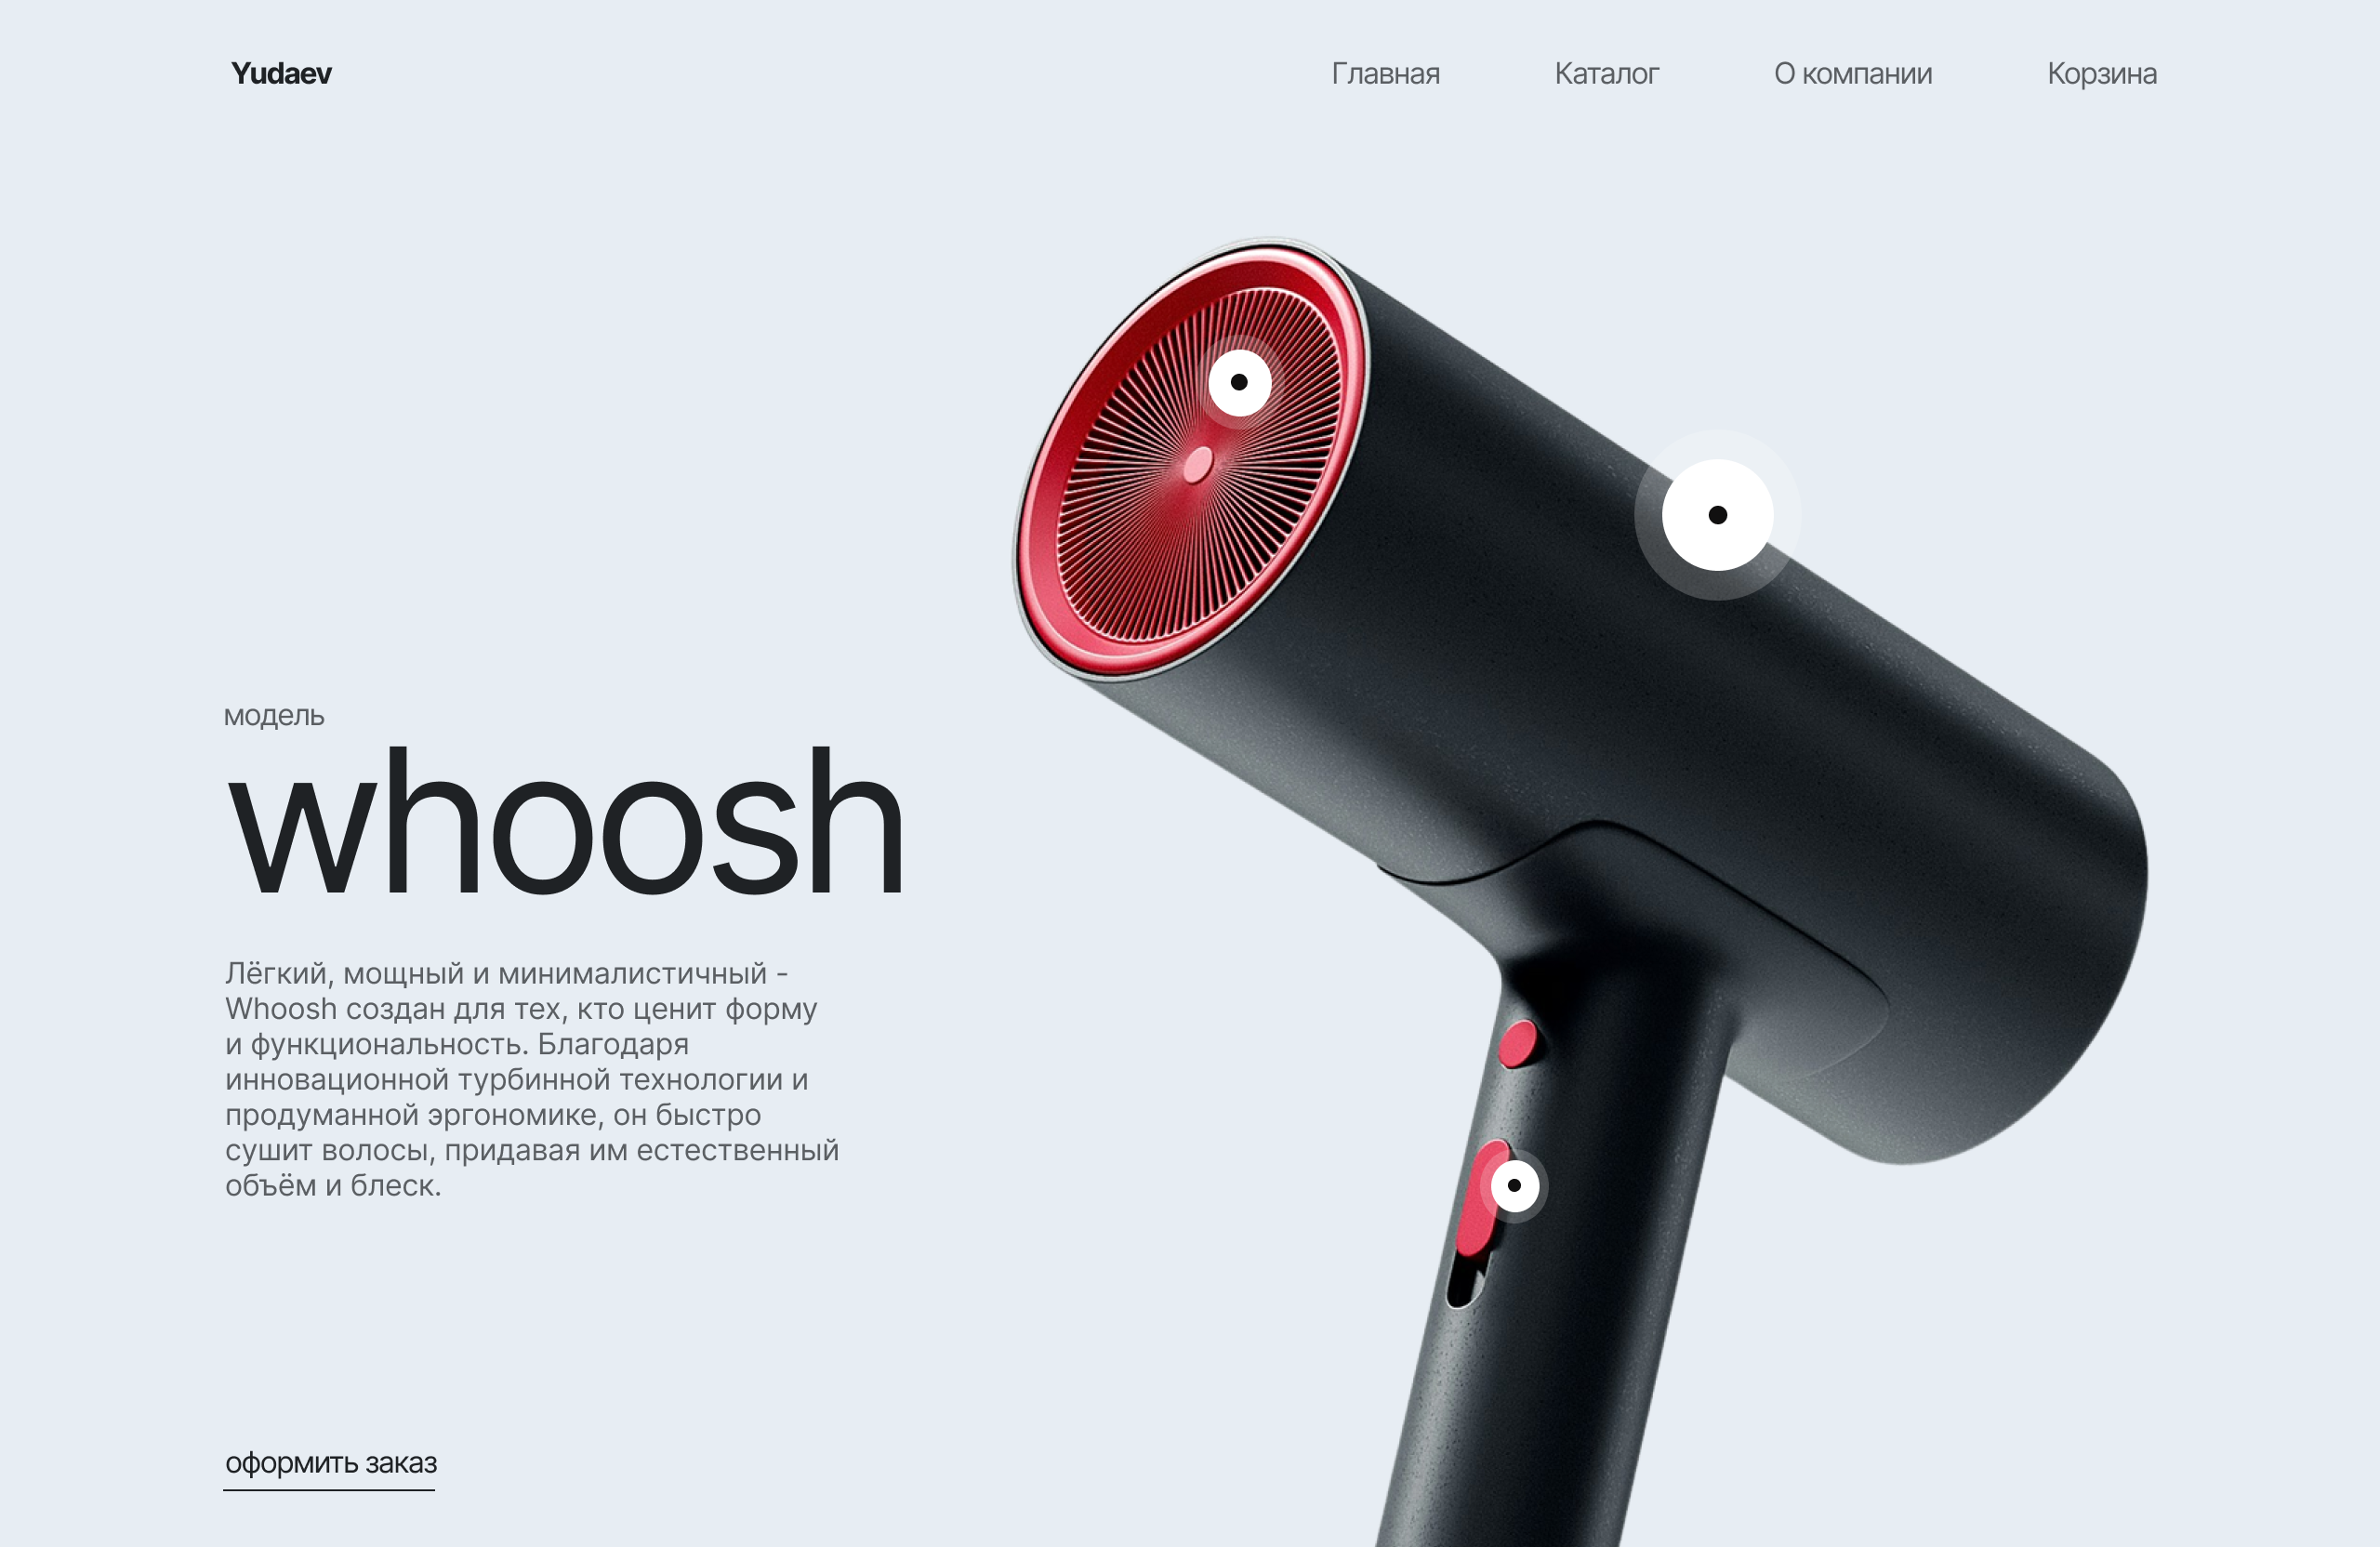 Yudaev
Главная
Каталог
О компании
Корзина
модель
whoosh
Лёгкий, мощный и минималистичный -
Whoosh создан для тех, кто ценит форму
и функциональность. Благодаря
инновационной турбинной технологии и
продуманной эргономике, он быстро
сушит волосы, придавая им естественный
объём и блеск.
оформить заказ